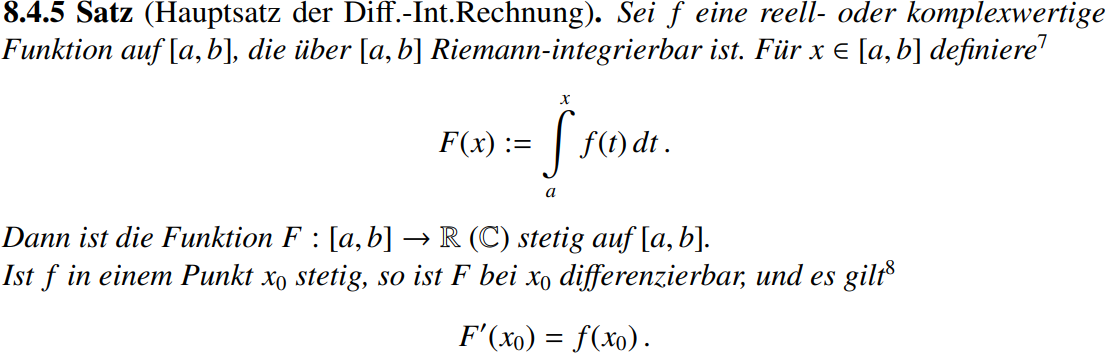 8.4.5 Satz (Hauptsatz der Diff.-Int.Rechnung). Sei f eine reell- oder komplexwertige
Funktion auf [a, b], die über [a, b] Riemann-integrierbar ist. Für x ∈ [a, b] definiere⁷
F(x) := ∫ₐˣ f(t) dt .
Dann ist die Funktion F : [a, b] → ℝ (ℂ) stetig auf [a, b].
Ist f in einem Punkt x₀ stetig, so ist F bei x₀ differenzierbar, und es gilt⁸
F′(x₀) = f(x₀) .